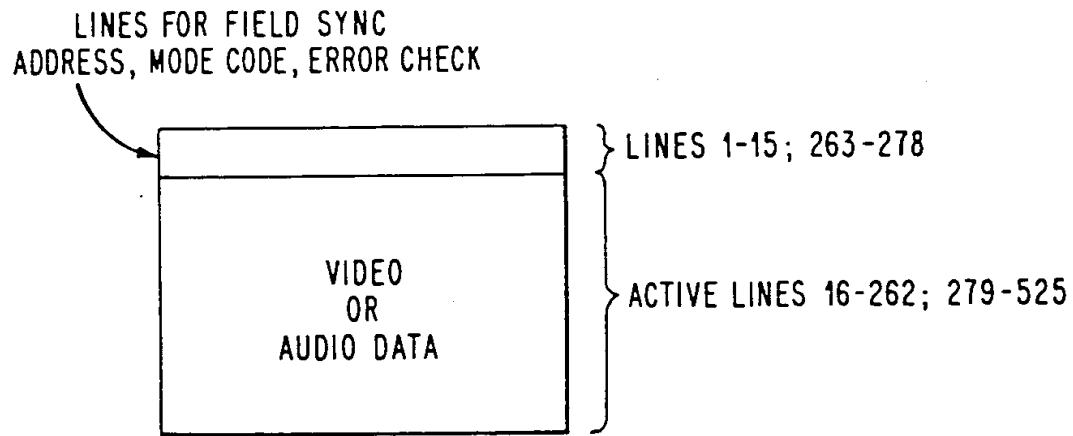 LINES FOR FIELD SYNC
ADDRESS, MODE CODE, ERROR CHECK
LINES 1-15; 263-278
VIDEO
OR
AUDIO DATA
ACTIVE LINES 16-262; 279-525